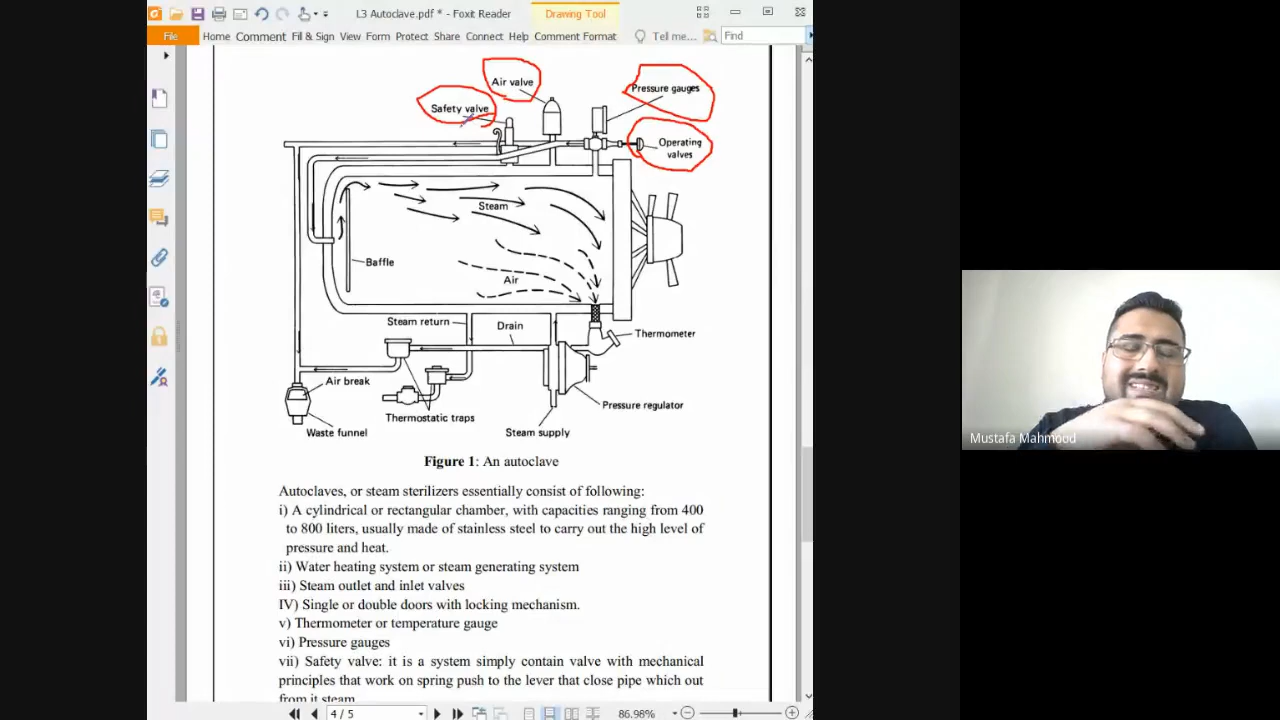 L3 Autoclave.pdf * - Foxit Reader
Drawing Tool
File
Home
Comment
Fill & Sign
View
Form
Protect
Share
Connect
Help
Comment Format
Tell me...
Find
Air valve
Safety valve
Pressure gauges
Operating
valves
Steam
Baffle
Air
Steam return
Drain
Thermometer
Air break
Thermostatic traps
Pressure regulator
Waste funnel
Steam supply
Figure 1: An autoclave
Autoclaves, or steam sterilizers essentially consist of following:
i) A cylindrical or rectangular chamber, with capacities ranging from 400
to 800 liters, usually made of stainless steel to carry out the high level of
pressure and heat.
ii) Water heating system or steam generating system
iii) Steam outlet and inlet valves
IV) Single or double doors with locking mechanism.
v) Thermometer or temperature gauge
vi) Pressure gauges
vii) Safety valve: it is a system simply contain valve with mechanical
principles that work on spring push to the lever that close pipe which out
from it steam
4 / 5
86.98%
Mustafa Mahmood